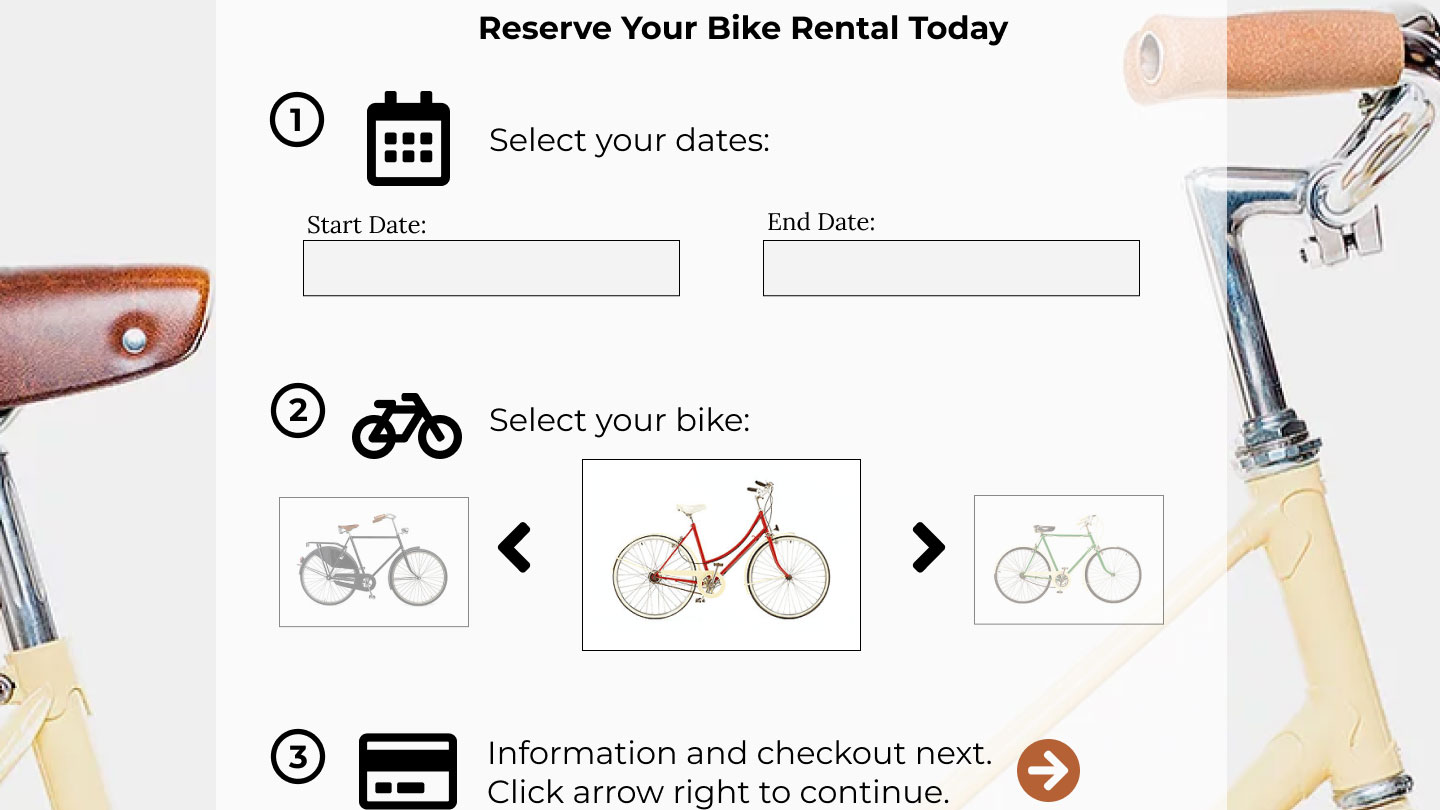 Reserve Your Bike Rental Today
1
Select your dates:
Start Date:
End Date:
2
Select your bike:
3
Information and checkout next.
Click arrow right to continue.